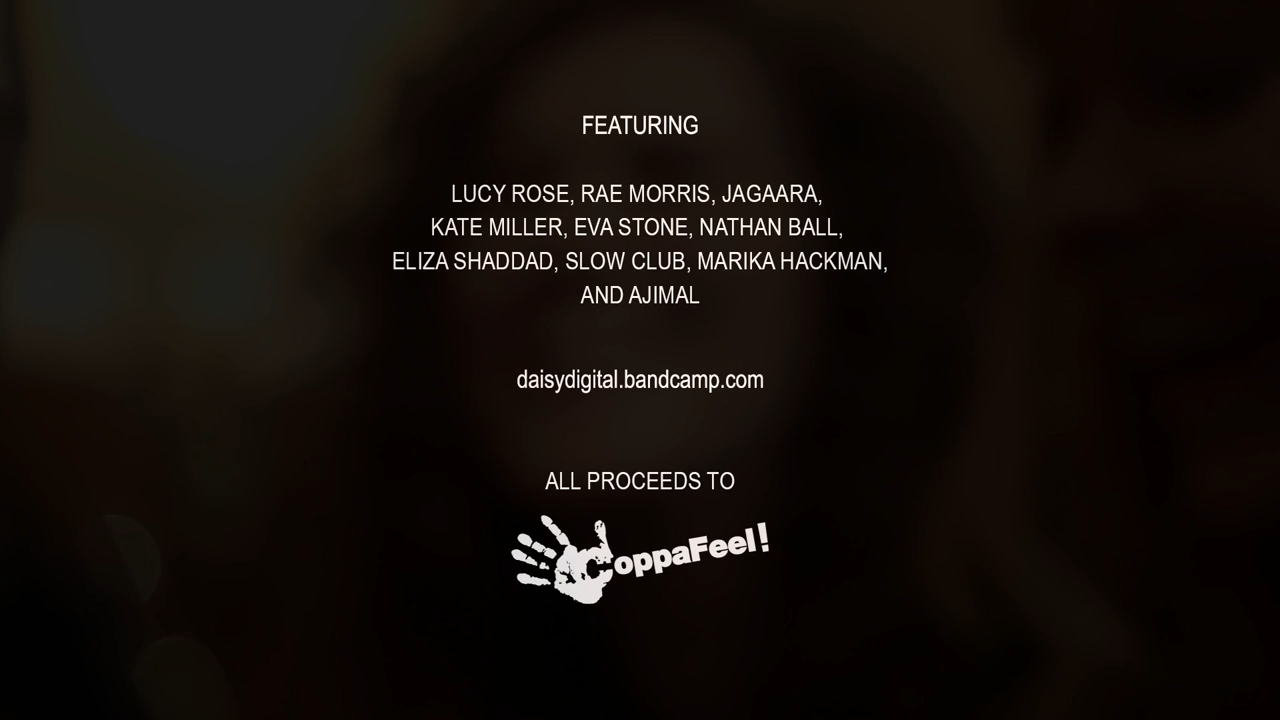 FEATURING
LUCY ROSE, RAE MORRIS, JAGAARA,
KATE MILLER, EVA STONE, NATHAN BALL,
ELIZA SHADDAD, SLOW CLUB, MARIKA HACKMAN,
AND AJIMAL
daisydigital.bandcamp.com
ALL PROCEEDS TO
CoppaFeel!